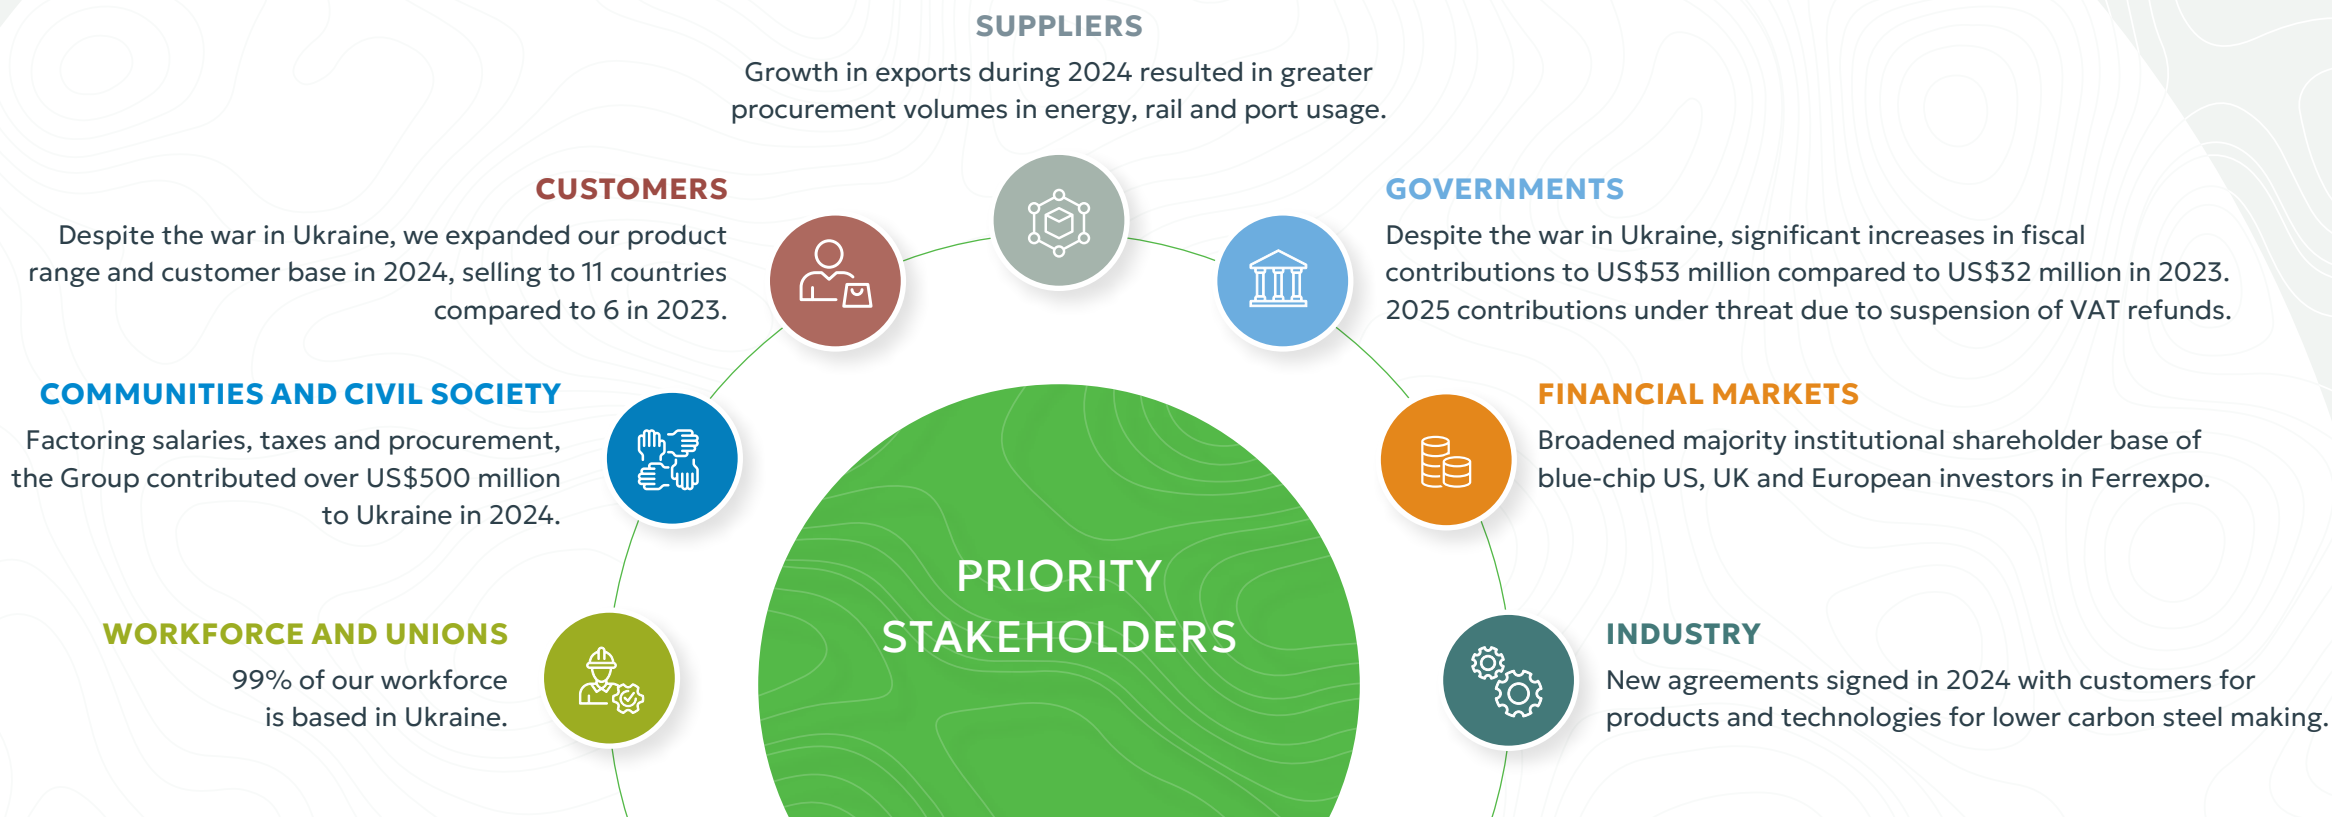 SUPPLIERS
Growth in exports during 2024 resulted in greater
procurement volumes in energy, rail and port usage.
CUSTOMERS
Despite the war in Ukraine, we expanded our product
range and customer base in 2024, selling to 11 countries
compared to 6 in 2023.
GOVERNMENTS
Despite the war in Ukraine, significant increases in fiscal
contributions to US$53 million compared to US$32 million in 2023.
2025 contributions under threat due to suspension of VAT refunds.
COMMUNITIES AND CIVIL SOCIETY
Factoring salaries, taxes and procurement,
the Group contributed over US$500 million
to Ukraine in 2024.
FINANCIAL MARKETS
Broadened majority institutional shareholder base of
blue-chip US, UK and European investors in Ferrexpo.
PRIORITY
STAKEHOLDERS
WORKFORCE AND UNIONS
99% of our workforce
is based in Ukraine.
INDUSTRY
New agreements signed in 2024 with customers for
products and technologies for lower carbon steel making.